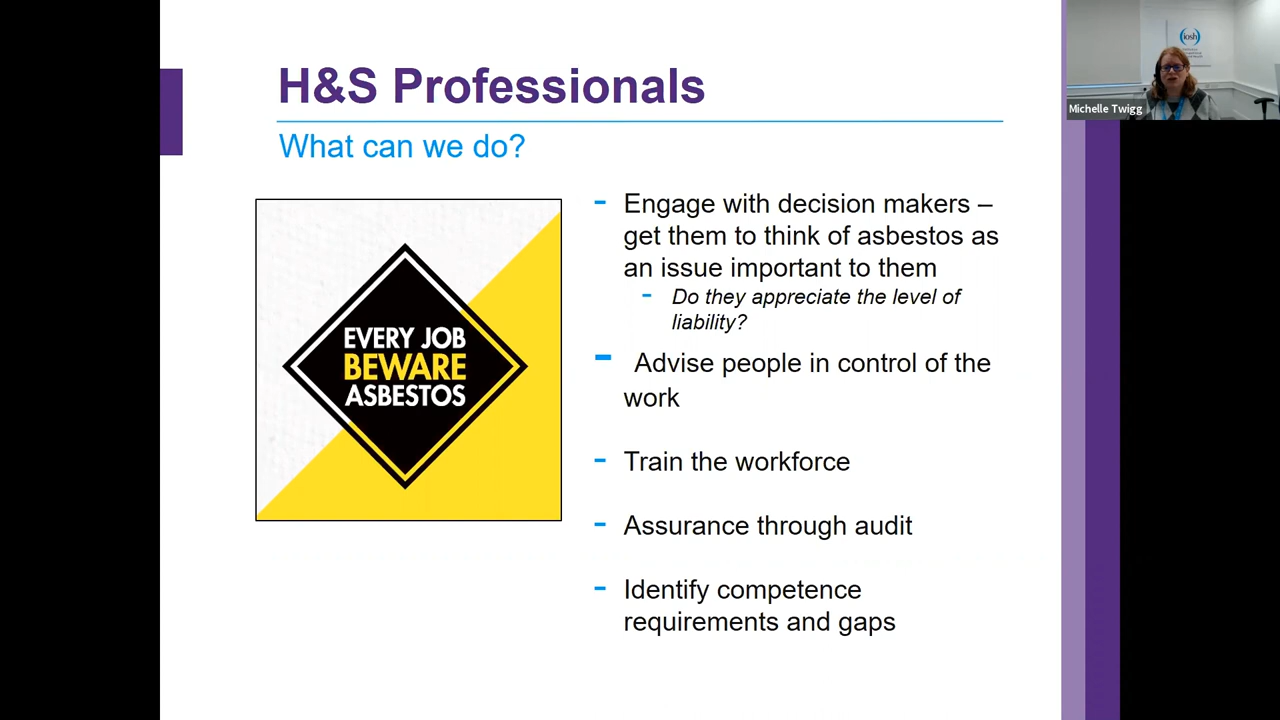 H&S Professionals
What can we do?
EVERY JOB
BEWARE
ASBESTOS
- Engage with decision makers –
get them to think of asbestos as
an issue important to them
- Do they appreciate the level of
liability?
- Advise people in control of the
work
- Train the workforce
- Assurance through audit
- Identify competence
requirements and gaps
iosh
Michelle Twigg